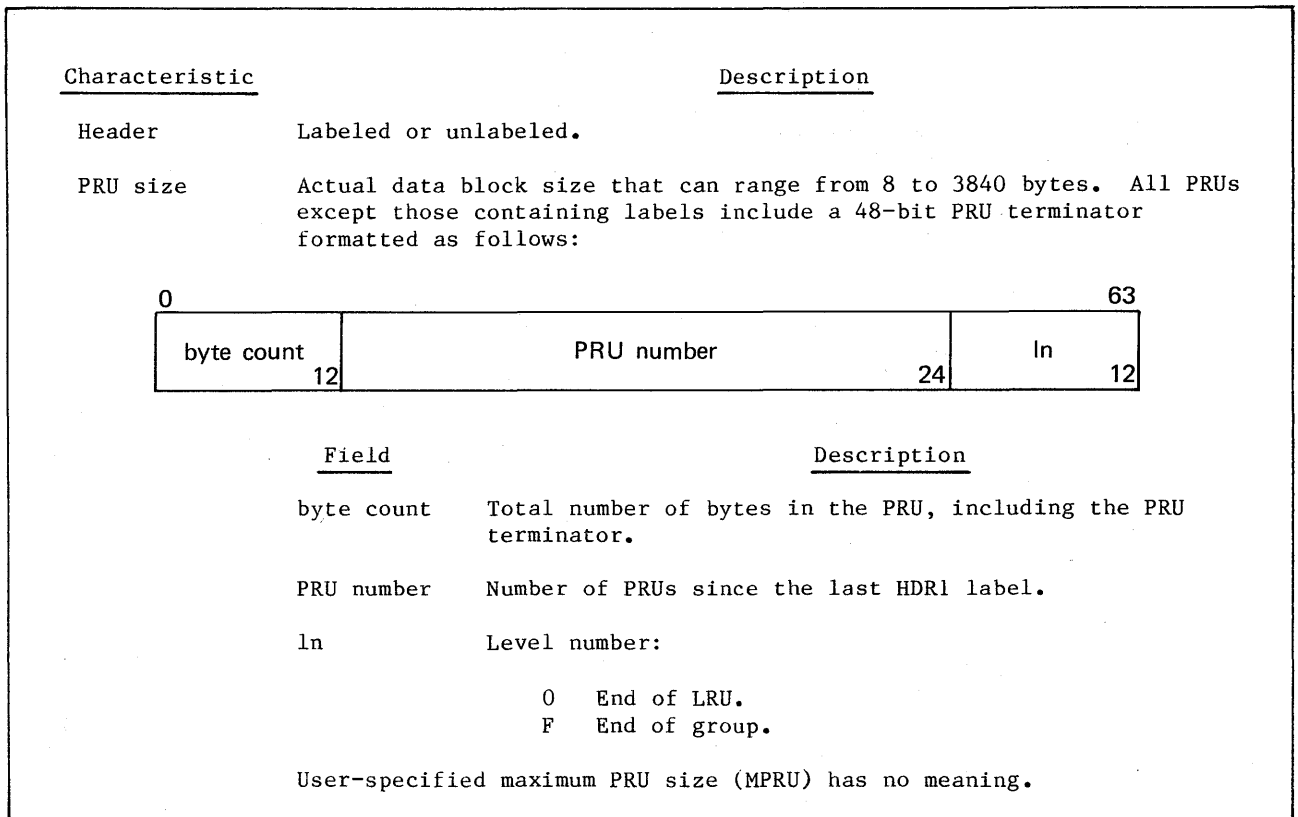 Characteristic Description
Header Labeled or unlabeled.
PRU size Actual data block size that can range from 8 to 3840 bytes. All PRUs
except those containing labels include a 48-bit PRU terminator
formatted as follows:
0 63
byte count 12 PRU number 24 ln 12
Field Description
byte count Total number of bytes in the PRU, including the PRU
terminator.
PRU number Number of PRUs since the last HDR1 label.
ln Level number:
0 End of LRU.
F End of group.
User-specified maximum PRU size (MPRU) has no meaning.